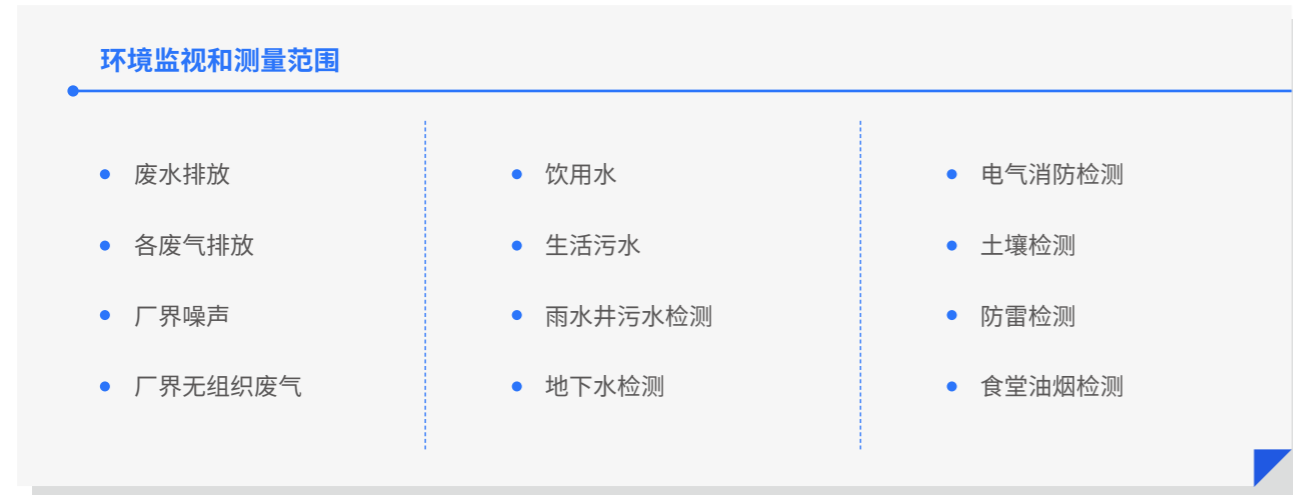 环境监视和测量范围
废水排放
各废气排放
厂界噪声
厂界无组织废气
饮用水
生活污水
雨水井污水检测
地下水检测
电气消防检测
土壤检测
防雷检测
食堂油烟检测